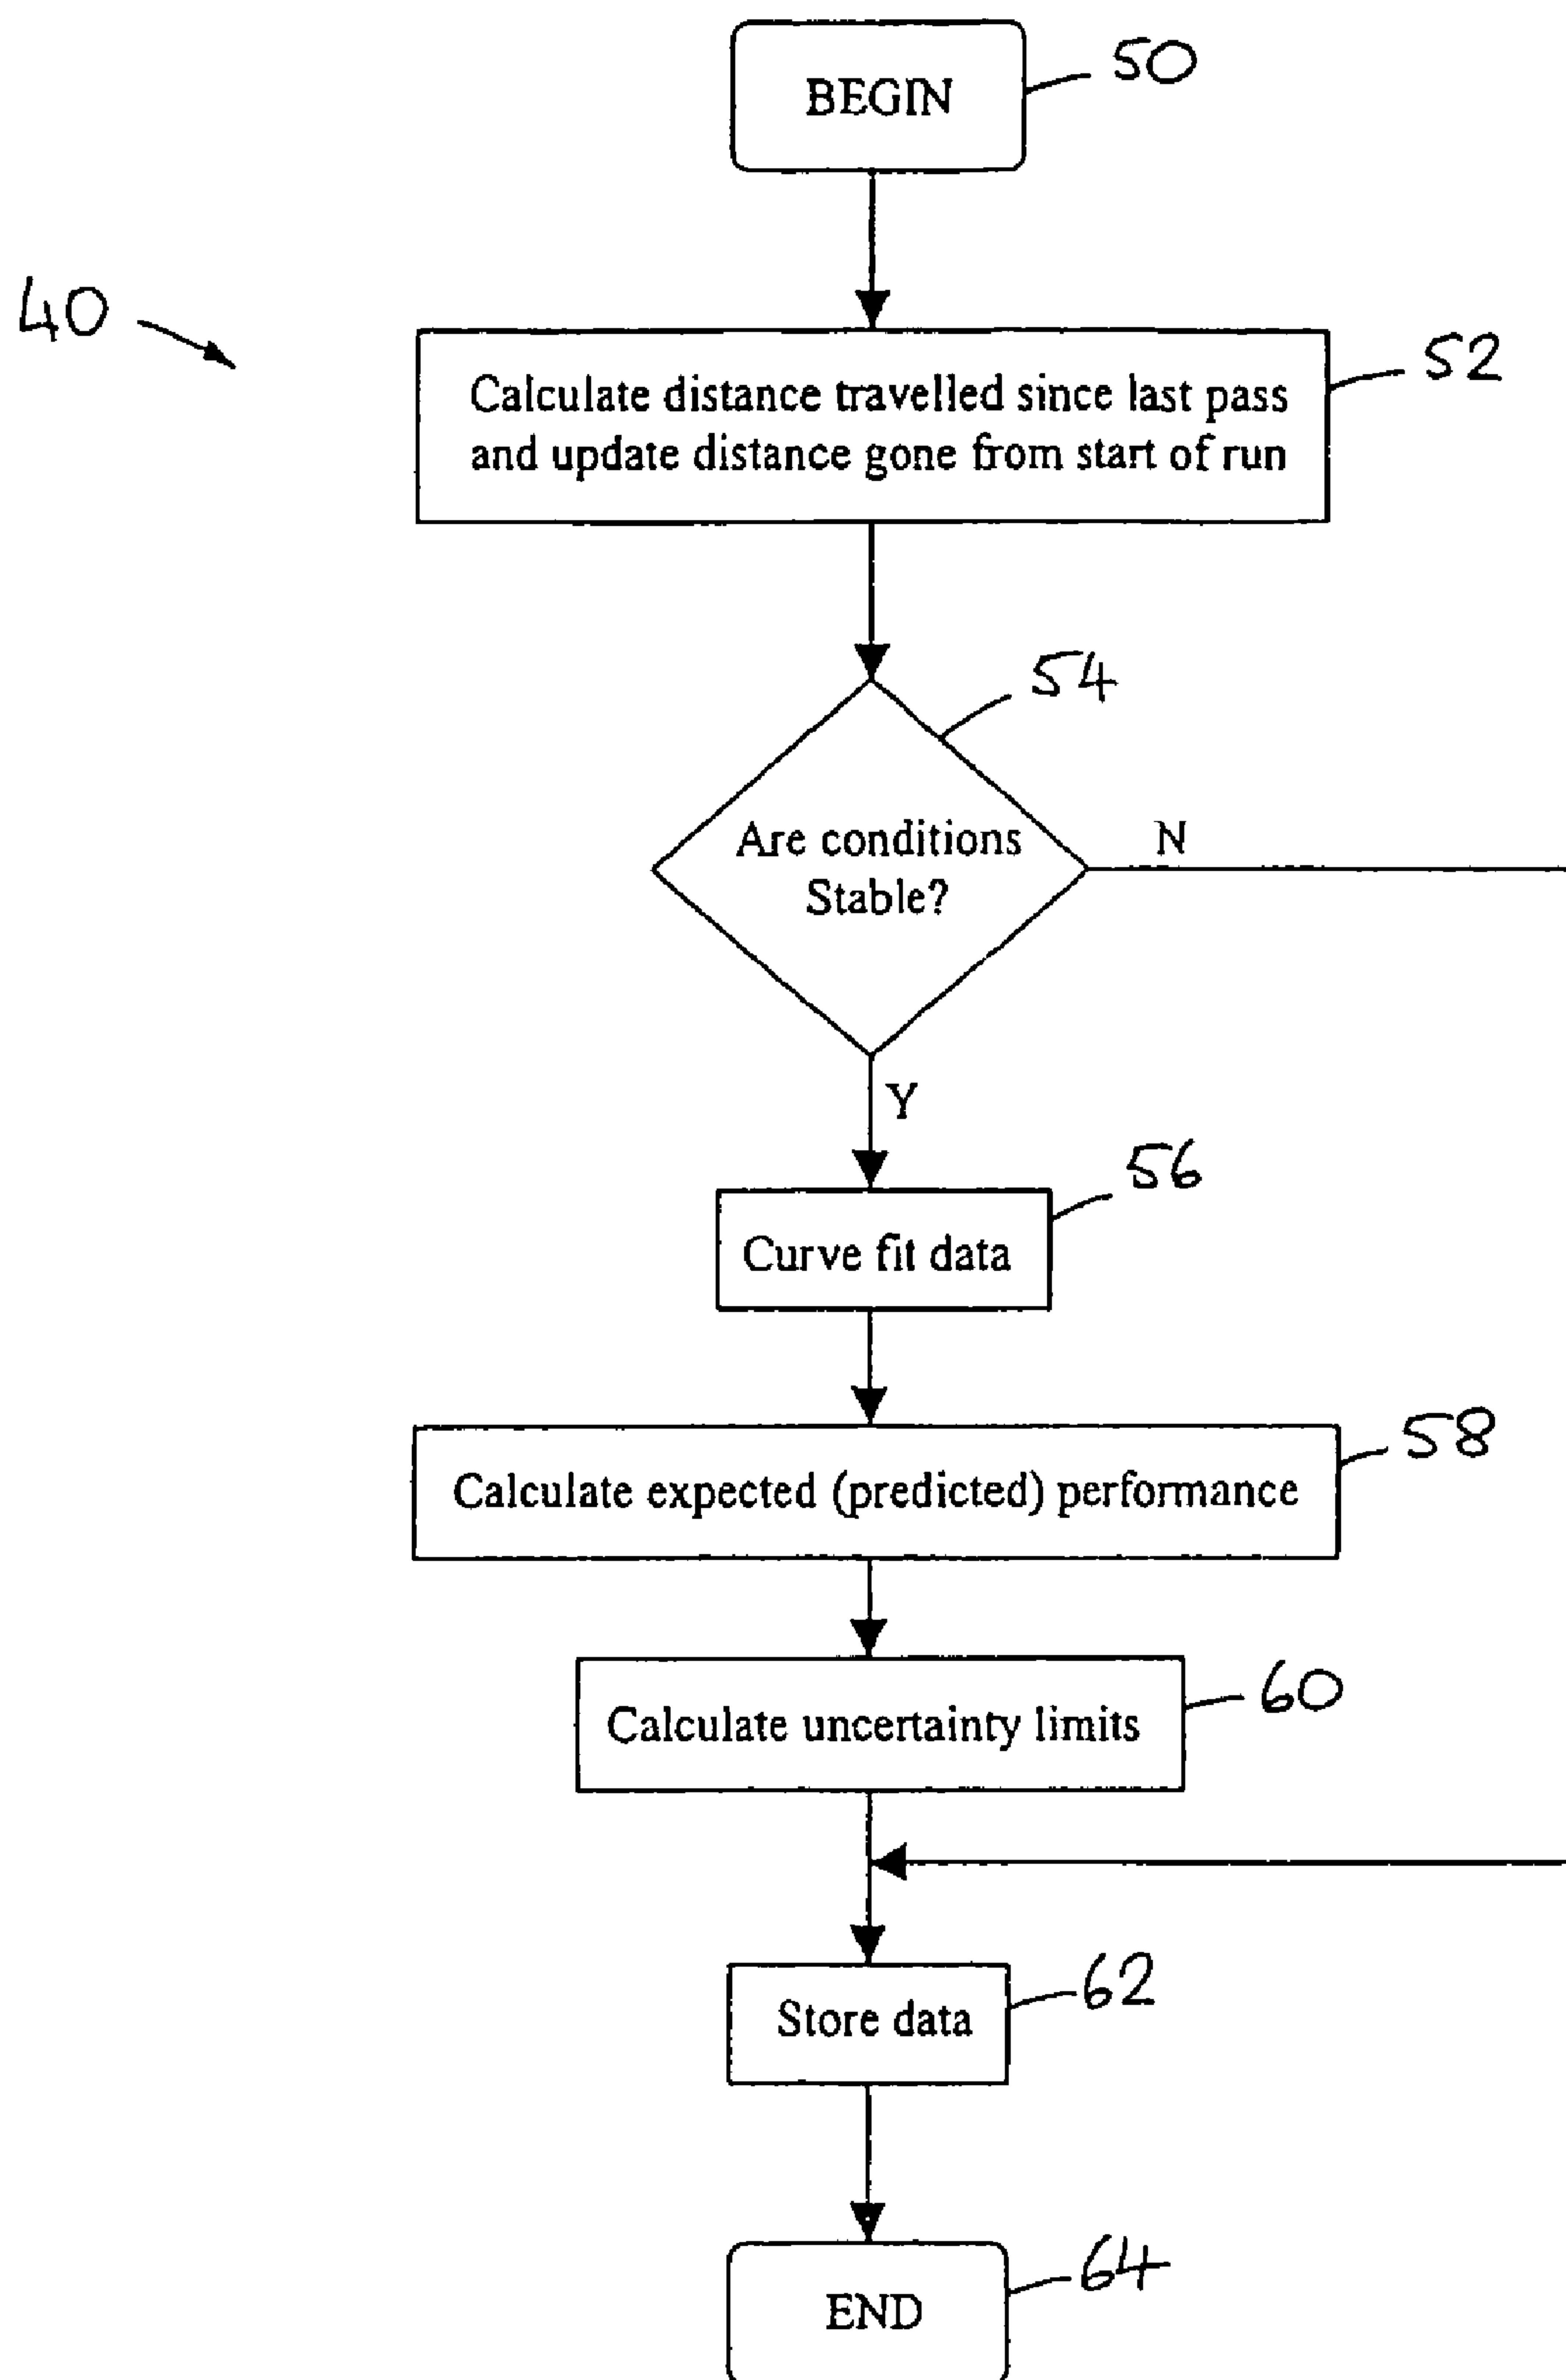 BEGIN
50
40
Calculate distance travelled since last pass
and update distance gone from start of run
52
54
Are conditions
Stable?
N
Y
56
Curve fit data
58
Calculate expected (predicted) performance
Calculate uncertainty limits
60
Store data
62
END
64